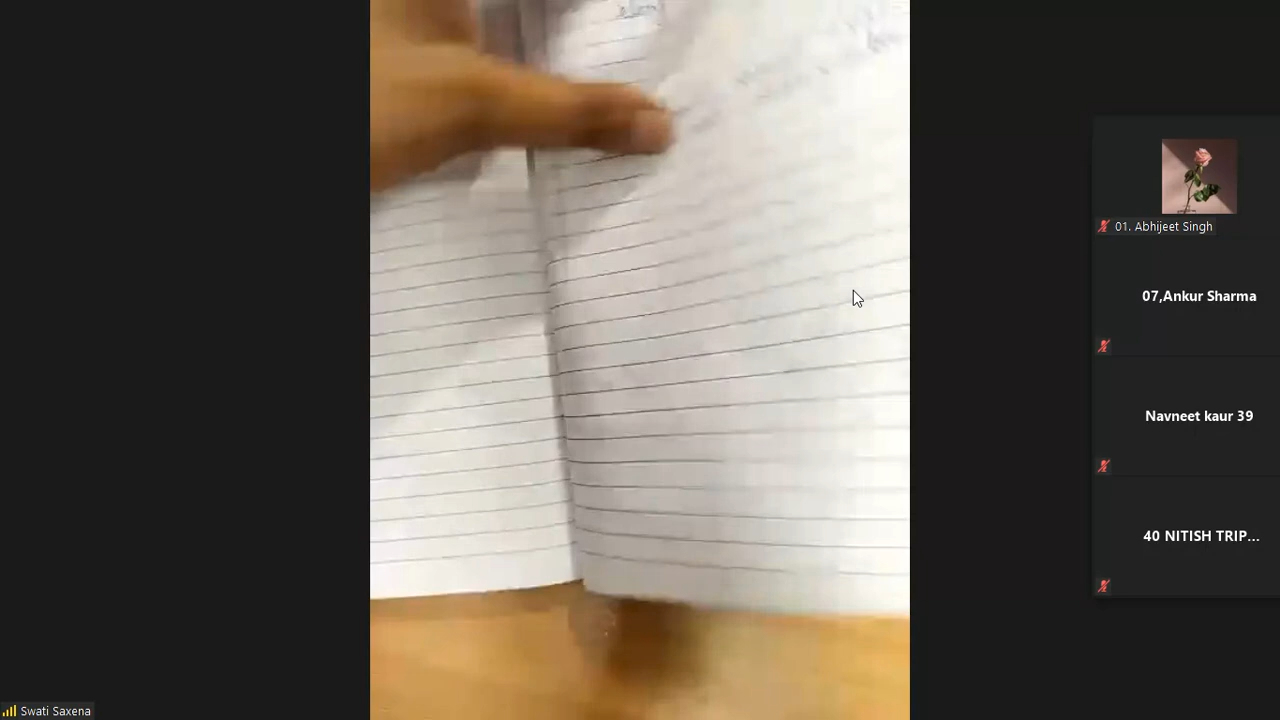 01. Abhijeet Singh
07,Ankur Sharma
Navneet kaur 39
40 NITISH TRIP...
Swati Saxena